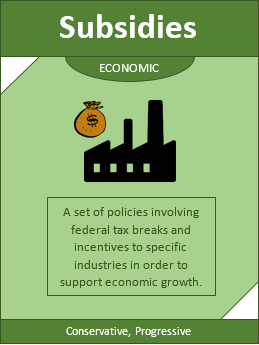 Subsidies
ECONOMIC
$
A set of policies involving
federal tax breaks and
incentives to specific
industries in order to
support economic growth.
Conservative, Progressive